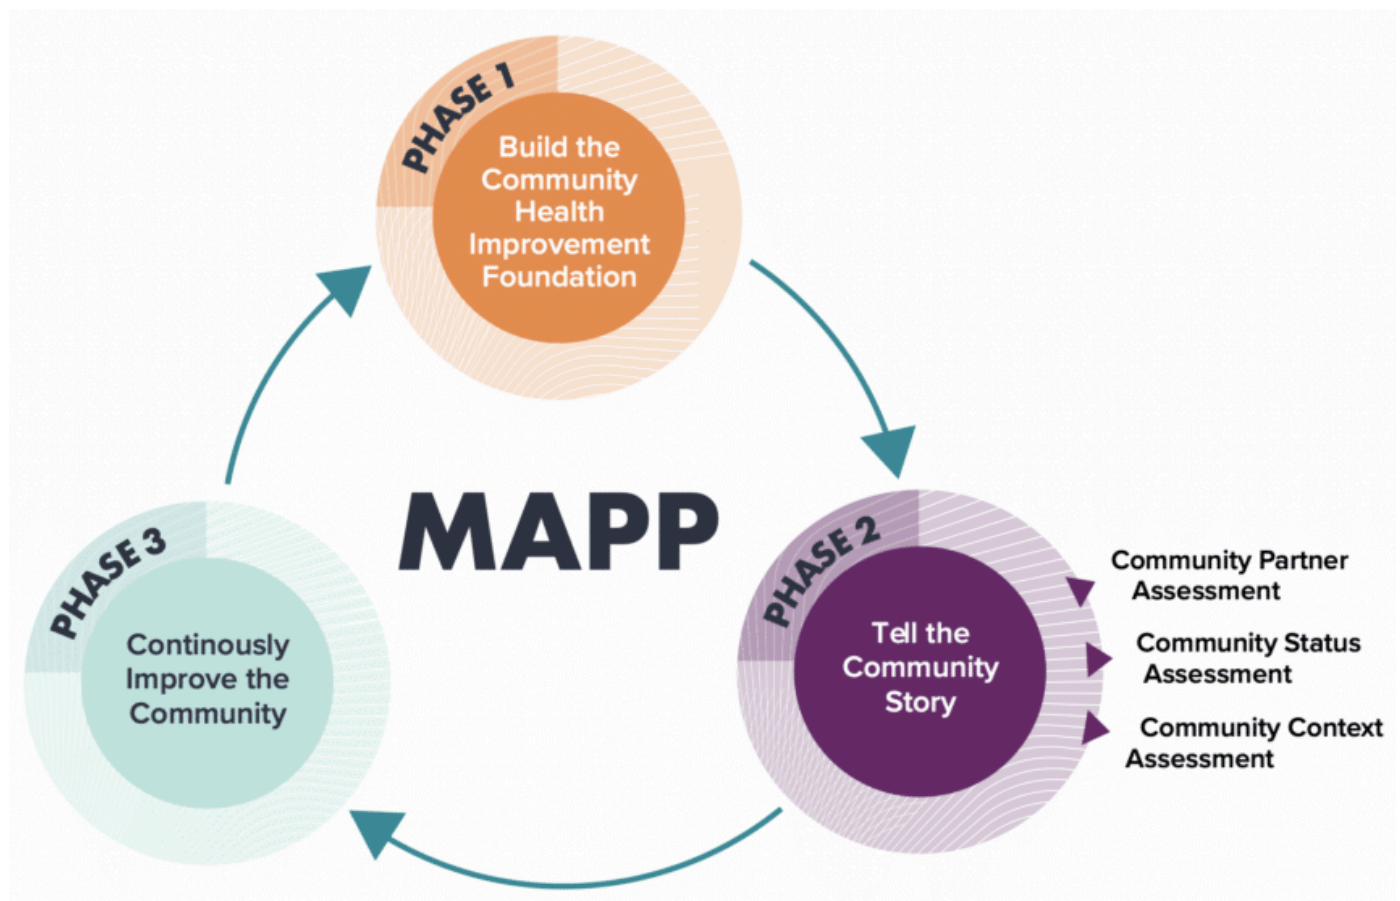 PHASE 1
Build the
Community
Health
Improvement
Foundation
MAPP
PHASE 2
Tell the
Community
Story
Community Partner
Assessment
Community Status
Assessment
Community Context
Assessment
PHASE 3
Continously
Improve the
Community